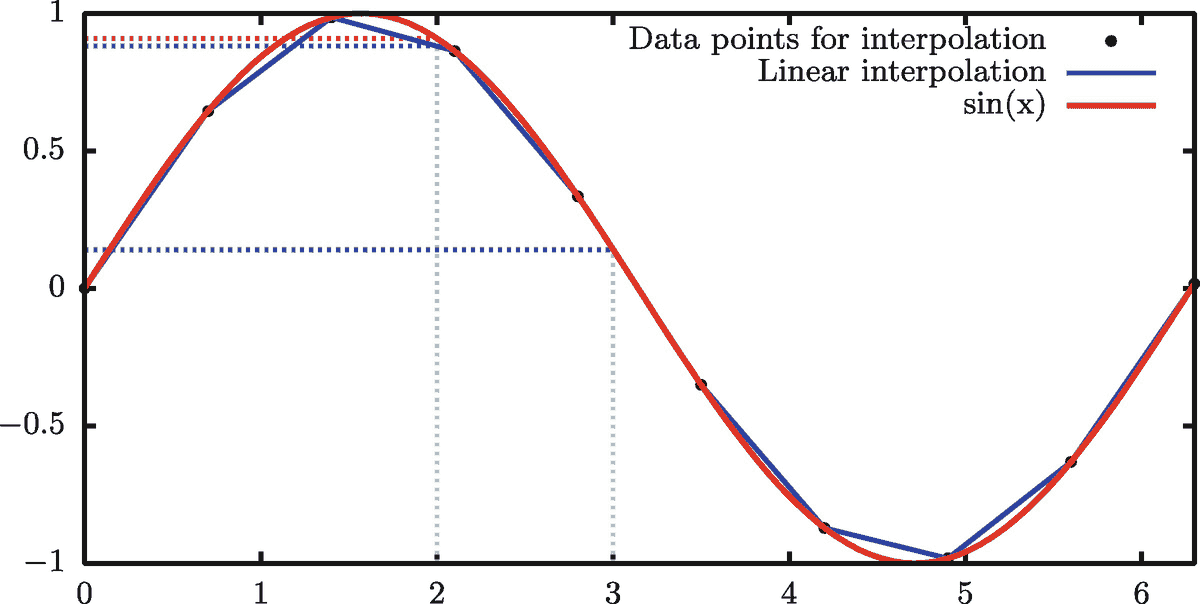 1
Data points for interpolation
Linear interpolation
sin(x)
0.5
0
−0.5
−1
0 1 2 3 4 5 6